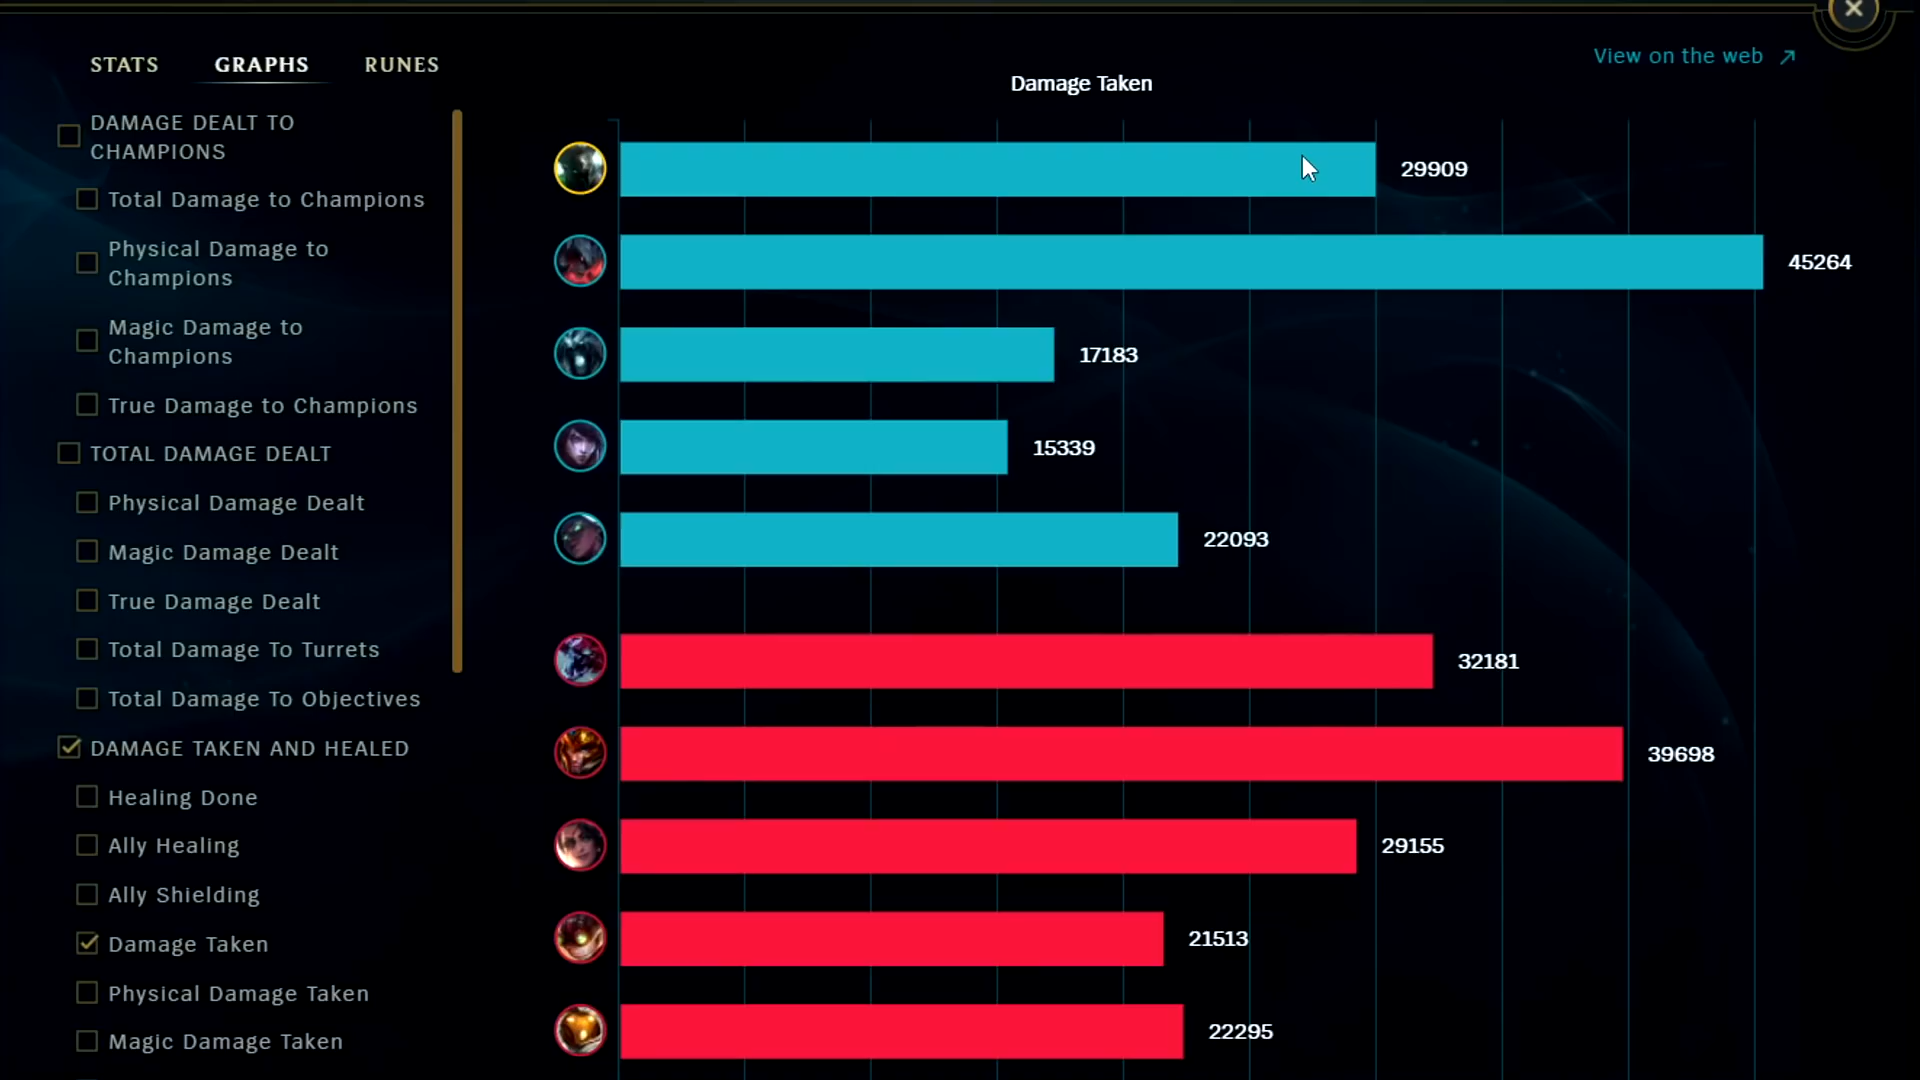 STATS GRAPHS RUNES
View on the web
Damage Taken
DAMAGE DEALT TO
CHAMPIONS
Total Damage to Champions
Physical Damage to
Champions
Magic Damage to
Champions
True Damage to Champions
TOTAL DAMAGE DEALT
Physical Damage Dealt
Magic Damage Dealt
True Damage Dealt
Total Damage To Turrets
Total Damage To Objectives
DAMAGE TAKEN AND HEALED
Healing Done
Ally Healing
Ally Shielding
Damage Taken
Physical Damage Taken
Magic Damage Taken
29909
45264
17183
15339
22093
32181
39698
29155
21513
22295